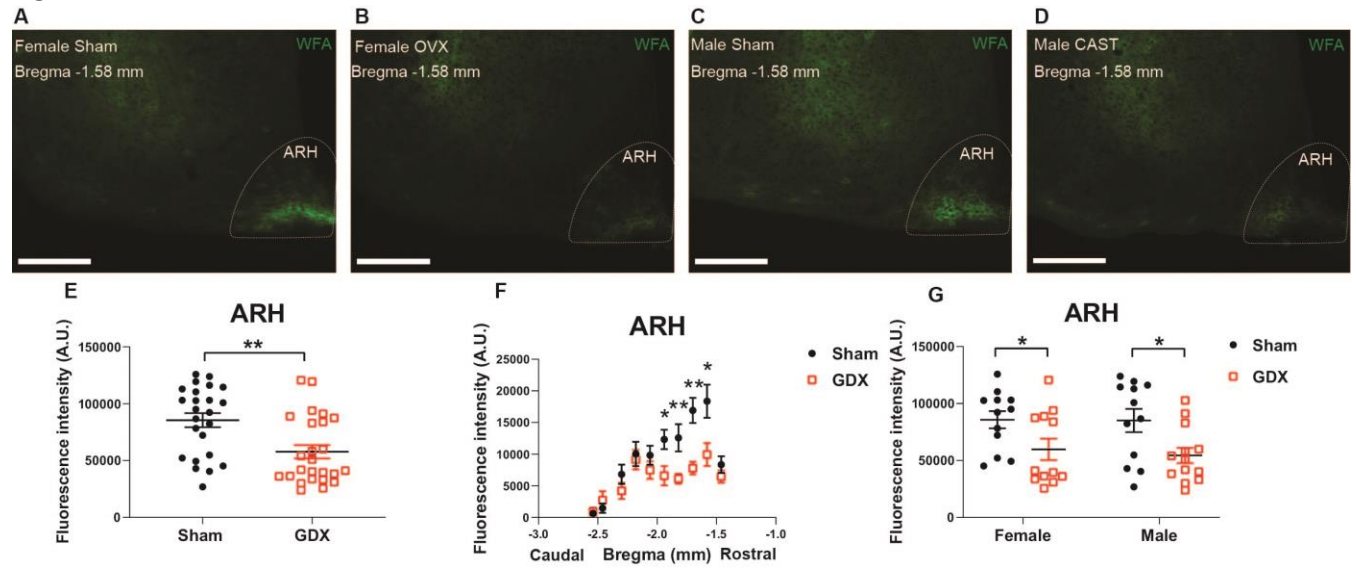 A
B
C
D
Female Sham
WFA
Bregma -1.58 mm
ARH
Female OVX
WFA
Bregma -1.58 mm
ARH
Male Sham
WFA
Bregma -1.58 mm
ARH
Male CAST
WFA
Bregma -1.58 mm
ARH
E
ARH
Fluorescence intensity (A.U.)
150000
100000
50000
0
**
Sham
GDX
F
ARH
Fluorescence intensity (A.U.)
25000
20000
15000
10000
5000
0
* ** ** *
-3.0 -2.5 -2.0 -1.5 -1.0
Caudal Bregma (mm) Rostral
Sham
GDX
G
ARH
Fluorescence intensity (A.U.)
150000
100000
50000
0
* *
Female Male
Sham
GDX